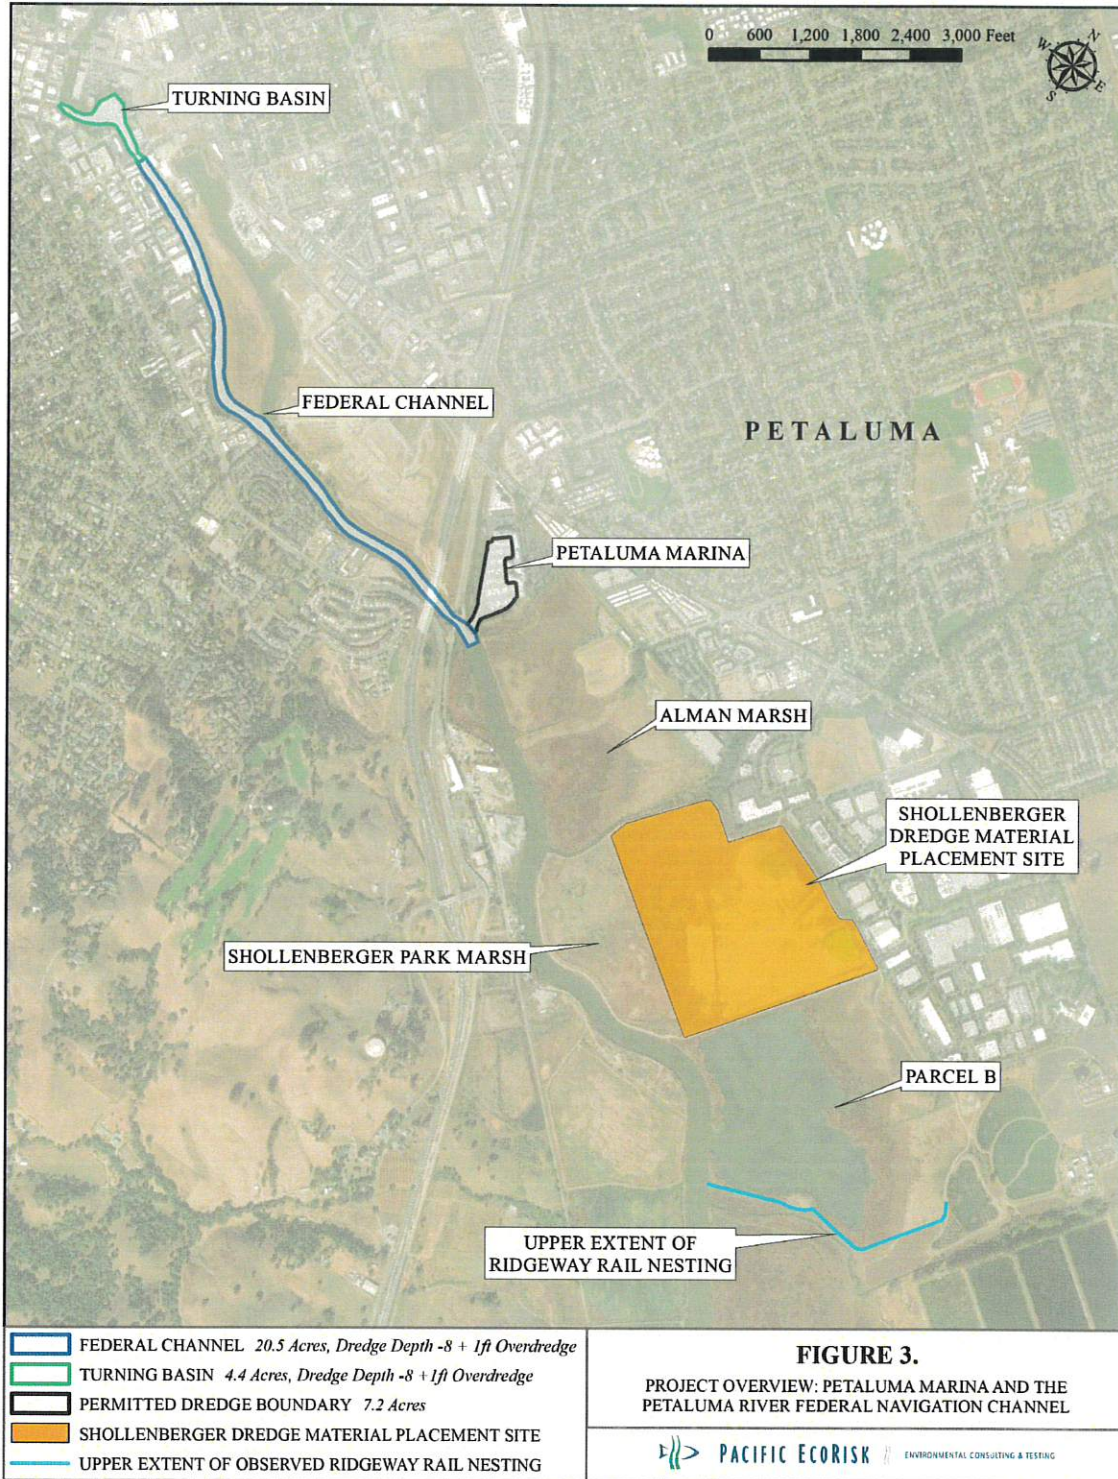 0 600 1,200 1,800 2,400 3,000 Feet
N
W
E
S
TURNING BASIN
FEDERAL CHANNEL
PETALUMA
PETALUMA MARINA
ALMAN MARSH
SHOLLENBERGER
DREDGE MATERIAL
PLACEMENT SITE
SHOLLENBERGER PARK MARSH
PARCEL B
UPPER EXTENT OF
RIDGEWAY RAIL NESTING
FEDERAL CHANNEL 20.5 Acres, Dredge Depth -8 + 1ft Overdredge
TURNING BASIN 4.4 Acres, Dredge Depth -8 +1ft Overdredge
PERMITTED DREDGE BOUNDARY 7.2 Acres
SHOLLENBERGER DREDGE MATERIAL PLACEMENT SITE
UPPER EXTENT OF OBSERVED RIDGEWAY RAIL NESTING
FIGURE 3.
PROJECT OVERVIEW: PETALUMA MARINA AND THE
PETALUMA RIVER FEDERAL NAVIGATION CHANNEL
PACIFIC ECORISK
ENVIRONMENTAL CONSULTING & TESTING